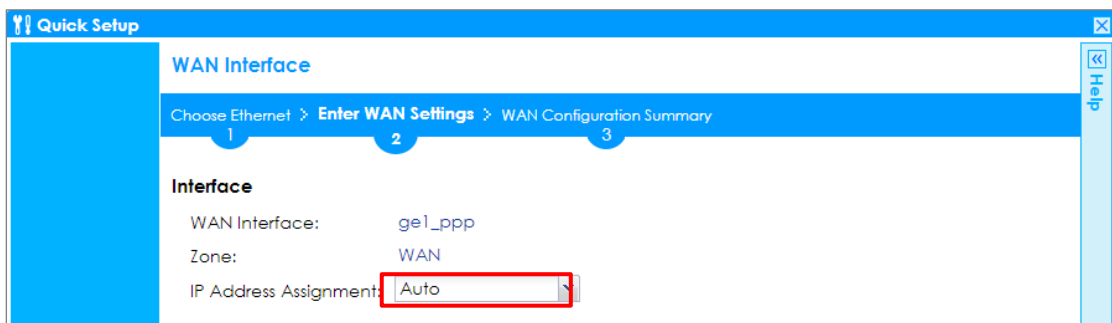 Quick Setup
Help
WAN Interface
Choose Ethernet > Enter WAN Settings > WAN Configuration Summary
1 2 3
Interface
WAN Interface: ge1_ppp
Zone: WAN
IP Address Assignment: Auto